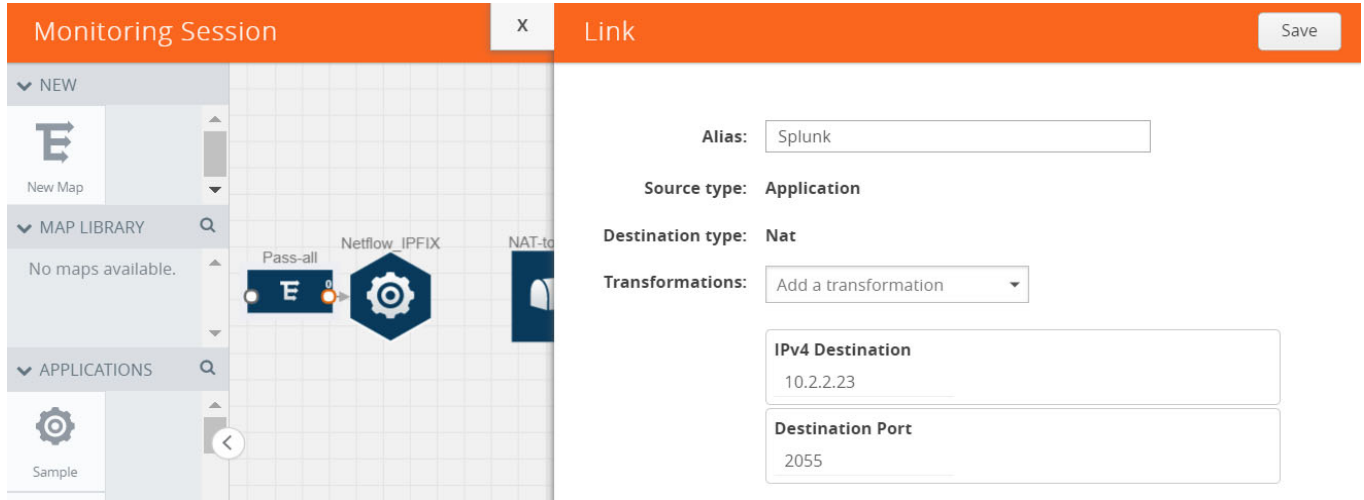 Monitoring Session
X
NEW
New Map
MAP LIBRARY
No maps available.
APPLICATIONS
Sample
Pass-all
0
Netflow_IPFIX
NAT-to
Link
Save
Alias: Splunk
Source type: Application
Destination type: Nat
Transformations: Add a transformation
IPv4 Destination
10.2.2.23
Destination Port
2055